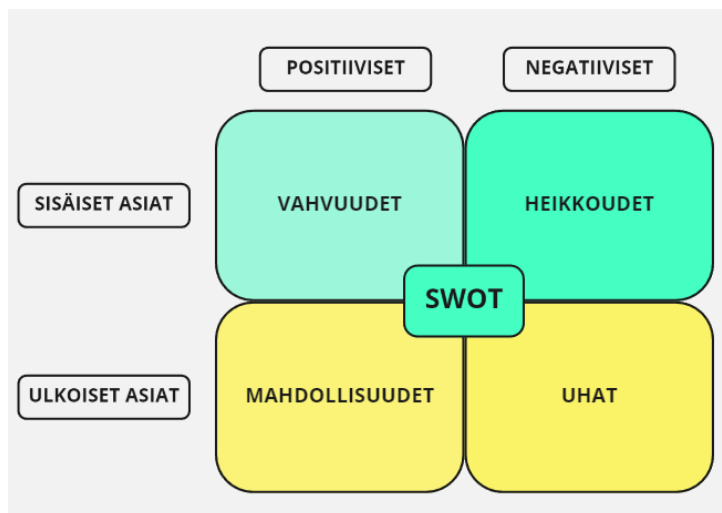 POSITIIVISET
NEGATIIVISET
SISÄISET ASIAT
VAHVUUDET
HEIKKOUDET
SWOT
ULKOISET ASIAT
MAHDOLLISUUDET
UHAT